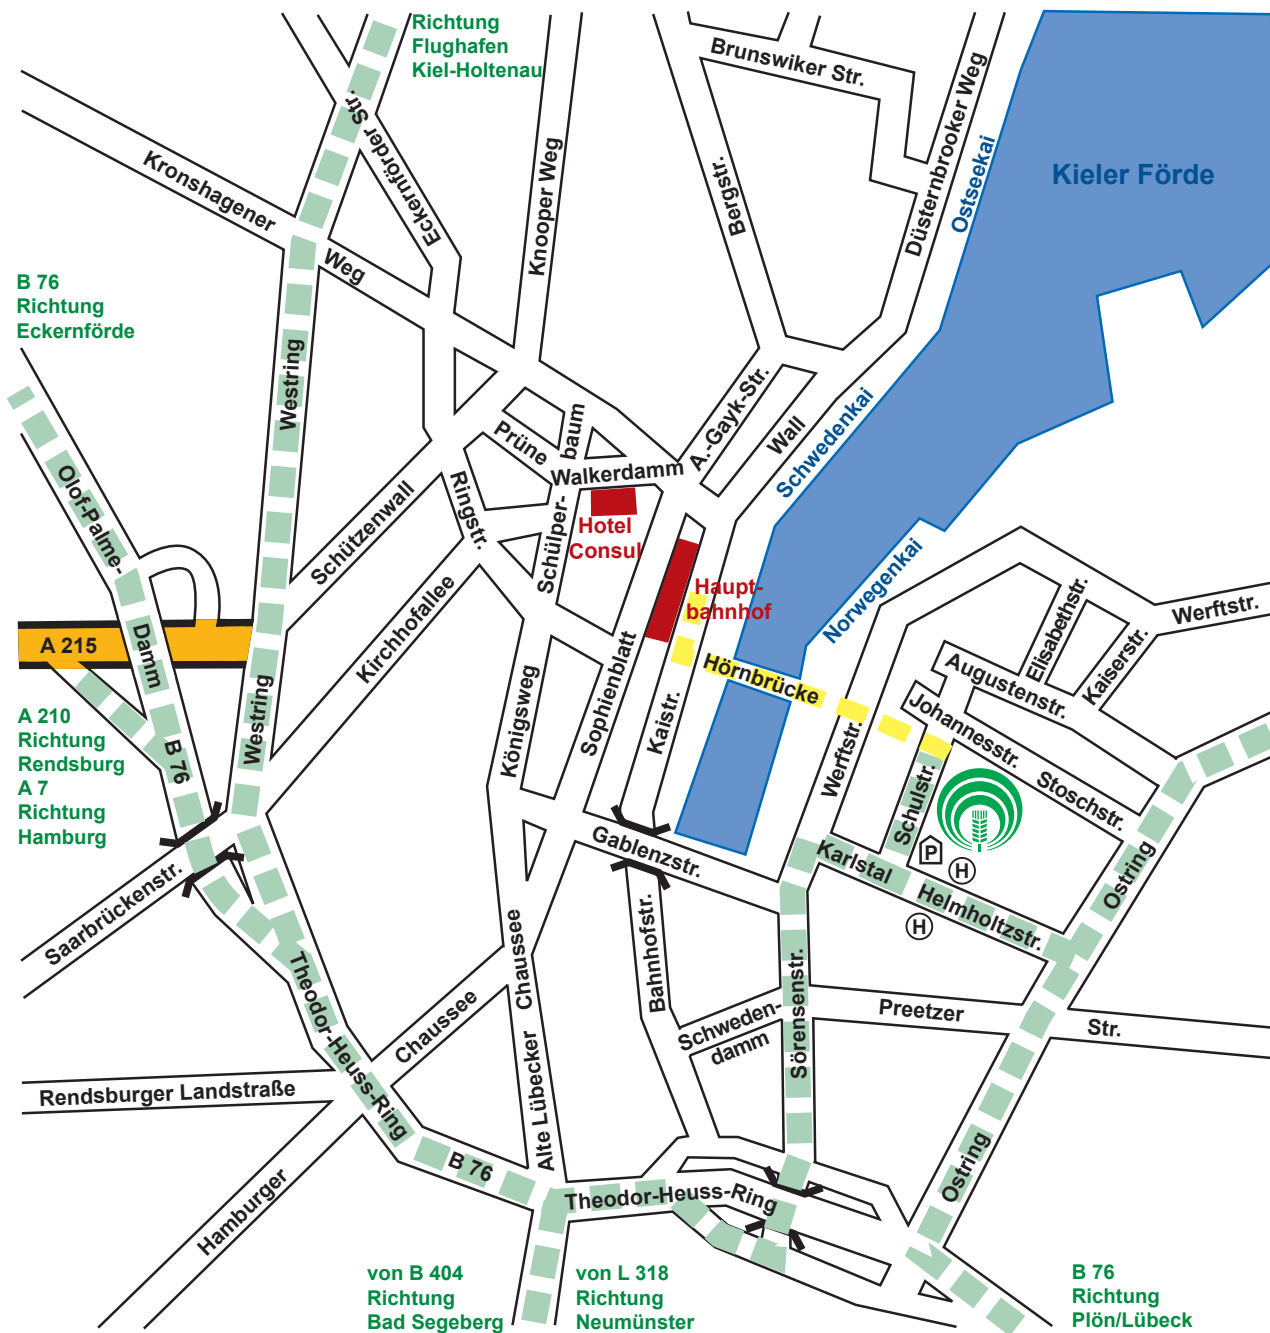 Richtung
Flughafen
Kiel-Holtenau
Brunswiker Str.
Düsternbrooker Weg
Ostseekai
Kieler Förde
Eckernförder Str.
Knooper Weg
Bergstr.
Kronshagener
Weg
B 76
Richtung
Eckernförde
Westring
A.-Gayk-Str.
Wall
Schwedenkai
Prüne
Schülper-
baum
Walkerdamm
Olof-Palme-
Damm
Schützenwall
Ringstr.
Hotel
Consul
Haupt-
bahnhof
Norwegenkai
Elisabethstr.
Kaiserstr.
Werftstr.
A 215
Kirchhofallee
Hörnbrücke
Augustenstr.
Johannesstr.
Stoschstr.
A 210
Richtung
Rendsburg
A 7
Richtung
Hamburg
B 76
Westring
Königsweg
Sophienblatt
Kaistr.
Werftstr.
Schulstr.
P
H
Gablenzstr.
Karlstal
Helmholtzstr.
H
Ostring
Saarbrückenstr.
Theodor-Heuss-Ring
Chaussee
Alte Lübecker Chaussee
Bahnhofstr.
Schweden-
damm
Sörensenstr.
Preetzer
Str.
Rendsburger Landstraße
Hamburger
B 76
Theodor-Heuss-Ring
Ostring
von B 404
Richtung
Bad Segeberg
von L 318
Richtung
Neumünster
B 76
Richtung
Plön/Lübeck